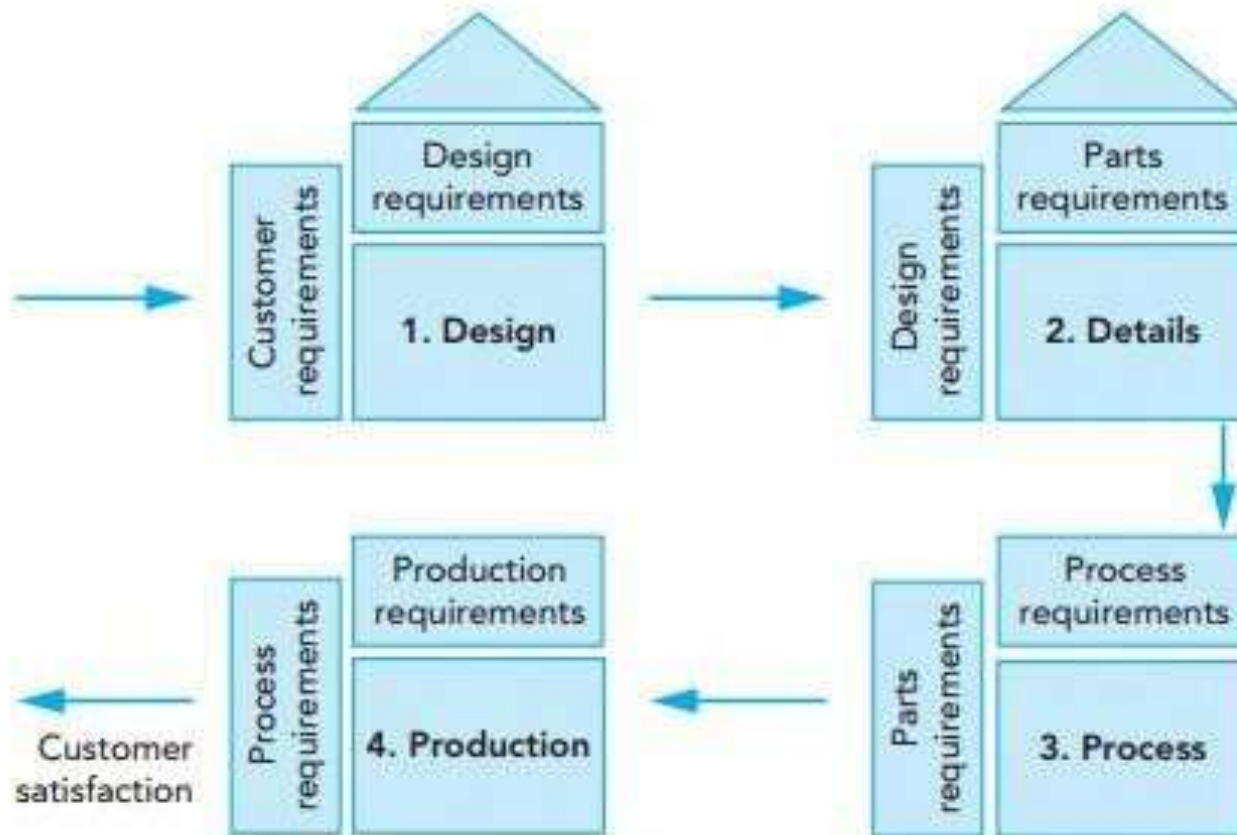 Design
requirements
Customer
requirements
1. Design
Parts
requirements
Design
requirements
2. Details
Process
requirements
Parts
requirements
3. Process
Production
requirements
Process
requirements
4. Production
Customer
satisfaction